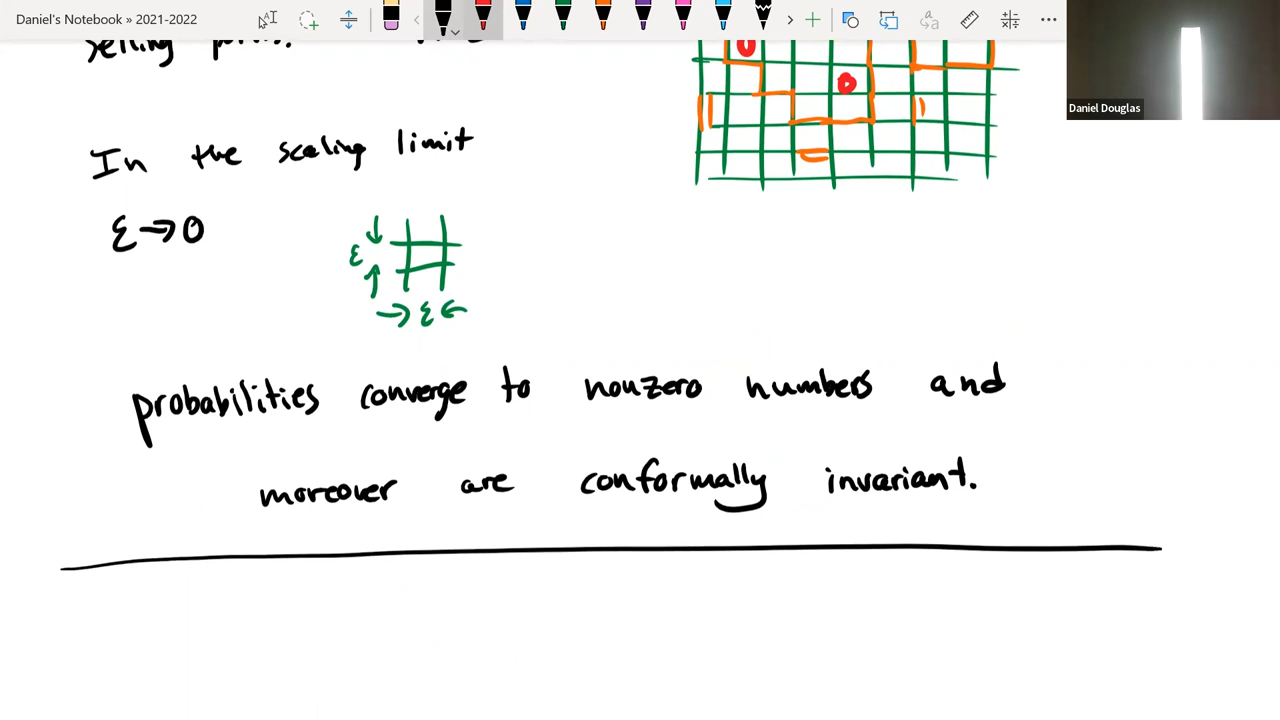 Daniel's Notebook » 2021-2022
Daniel Douglas
selling
In the scaling limit
ε → 0
ε
→ ε ←
probabilities converge to nonzero numbers and
moreover are conformally invariant.